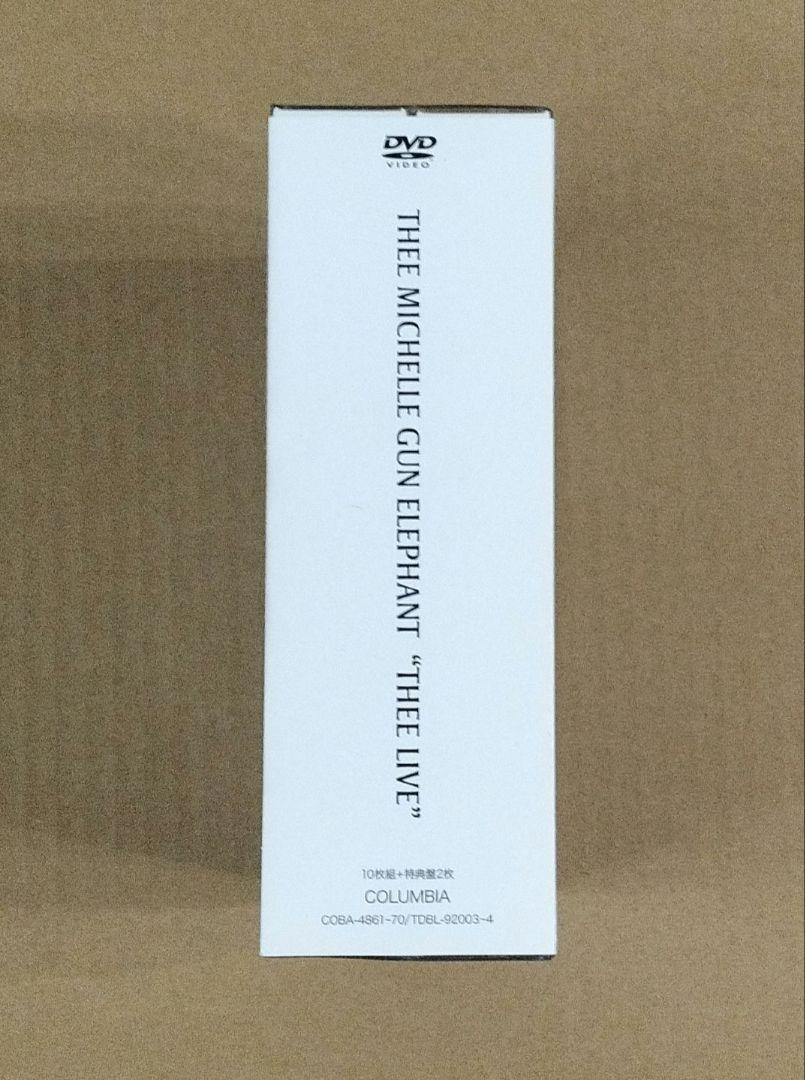 DVD
VIDEO
THEE MICHELLE GUN ELEPHANT “THEE LIVE”
10枚組+特典盤2枚
COLUMBIA
COBA-4861~70/TDBL-92003~4